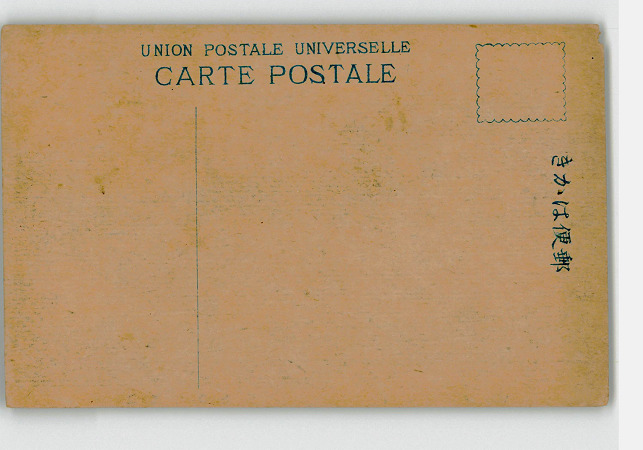 UNION POSTALE UNIVERSELLE
CARTE POSTALE
きかは便郵